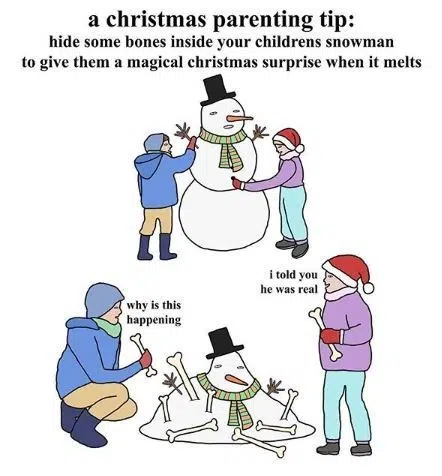 a christmas parenting tip:
hide some bones inside your childrens snowman
to give them a magical christmas surprise when it melts
i told you
he was real
why is this
happening